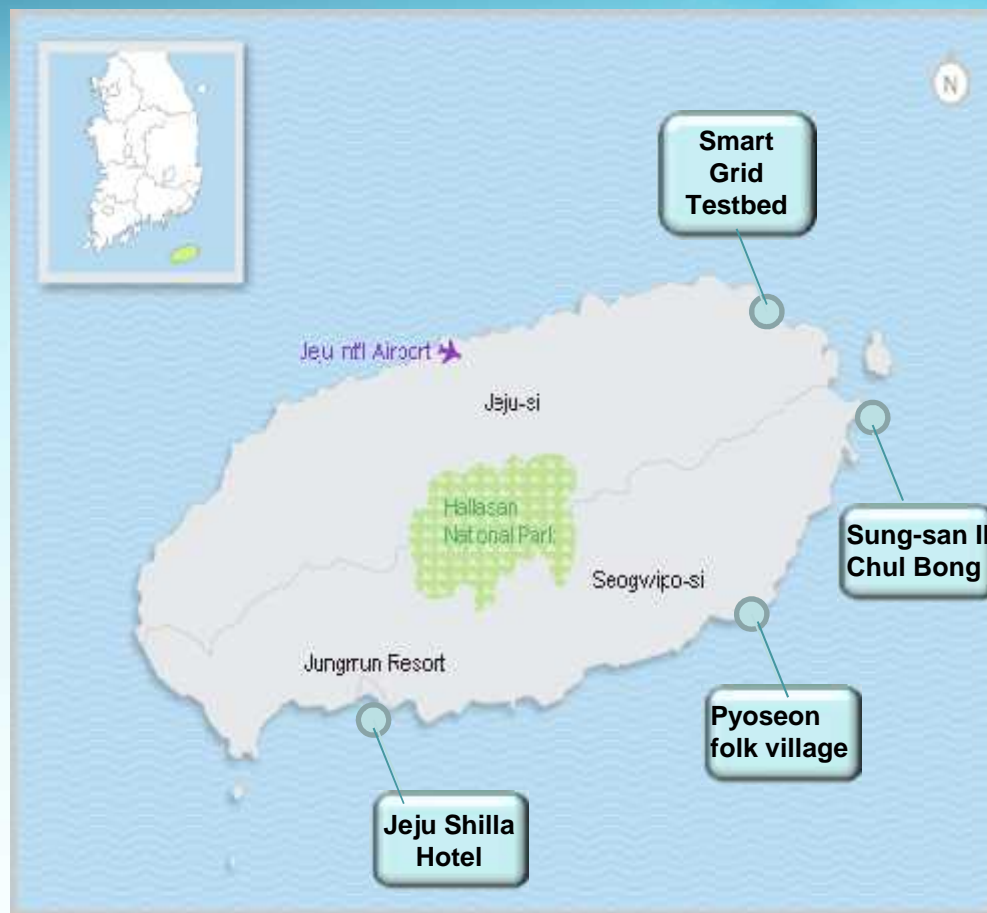 N
Smart
Grid
Testbed
Jeju Int'l Airport
Jeju-si
Hallasan
National Park
Sung-san Il
Chul Bong
Seogwipo-si
Jungmun Resort
Pyoseon
folk village
Jeju Shilla
Hotel